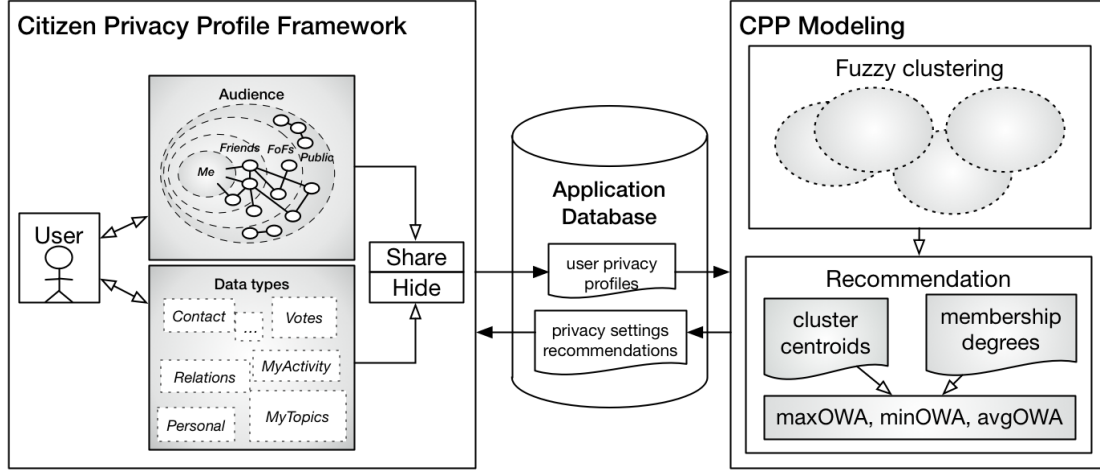 Citizen Privacy Profile Framework
Audience
Friends
FoFs
Public
Me
User
Data types
Contact
...
Votes
Relations
MyActivity
Personal
MyTopics
Share
Hide
Application
Database
user privacy
profiles
privacy settings
recommendations
CPP Modeling
Fuzzy clustering
Recommendation
cluster
centroids
membership
degrees
maxOWA, minOWA, avgOWA